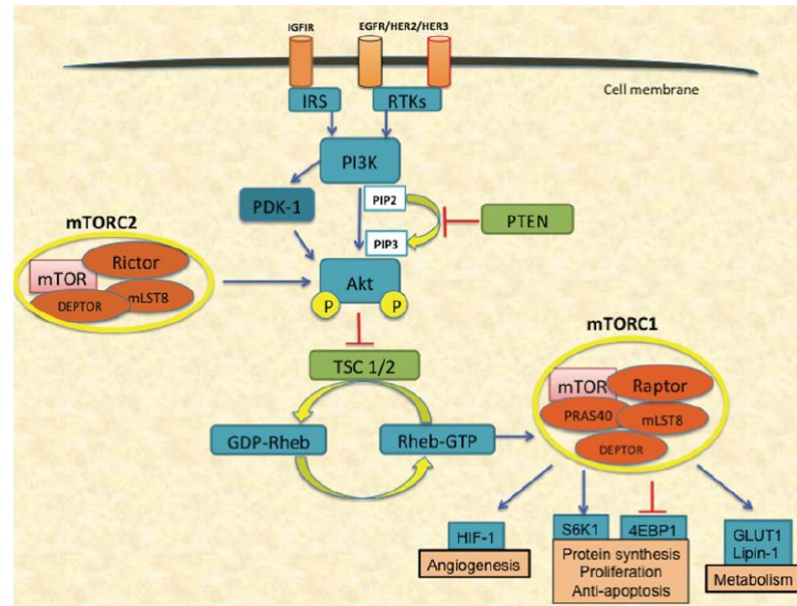 IGFIR
EGFR/HER2/HER3
Cell membrane
IRS
RTKs
PI3K
PDK-1
PIP2
PIP3
PTEN
mTORC2
Rictor
mTOR
mLST8
DEPTOR
Akt
P
P
TSC 1/2
GDP-Rheb
Rheb-GTP
mTORC1
mTOR
Raptor
PRAS40
mLST8
DEPTOR
HIF-1
Angiogenesis
S6K1
4EBP1
Protein synthesis
Proliferation
Anti-apoptosis
GLUT1
Lipin-1
Metabolism